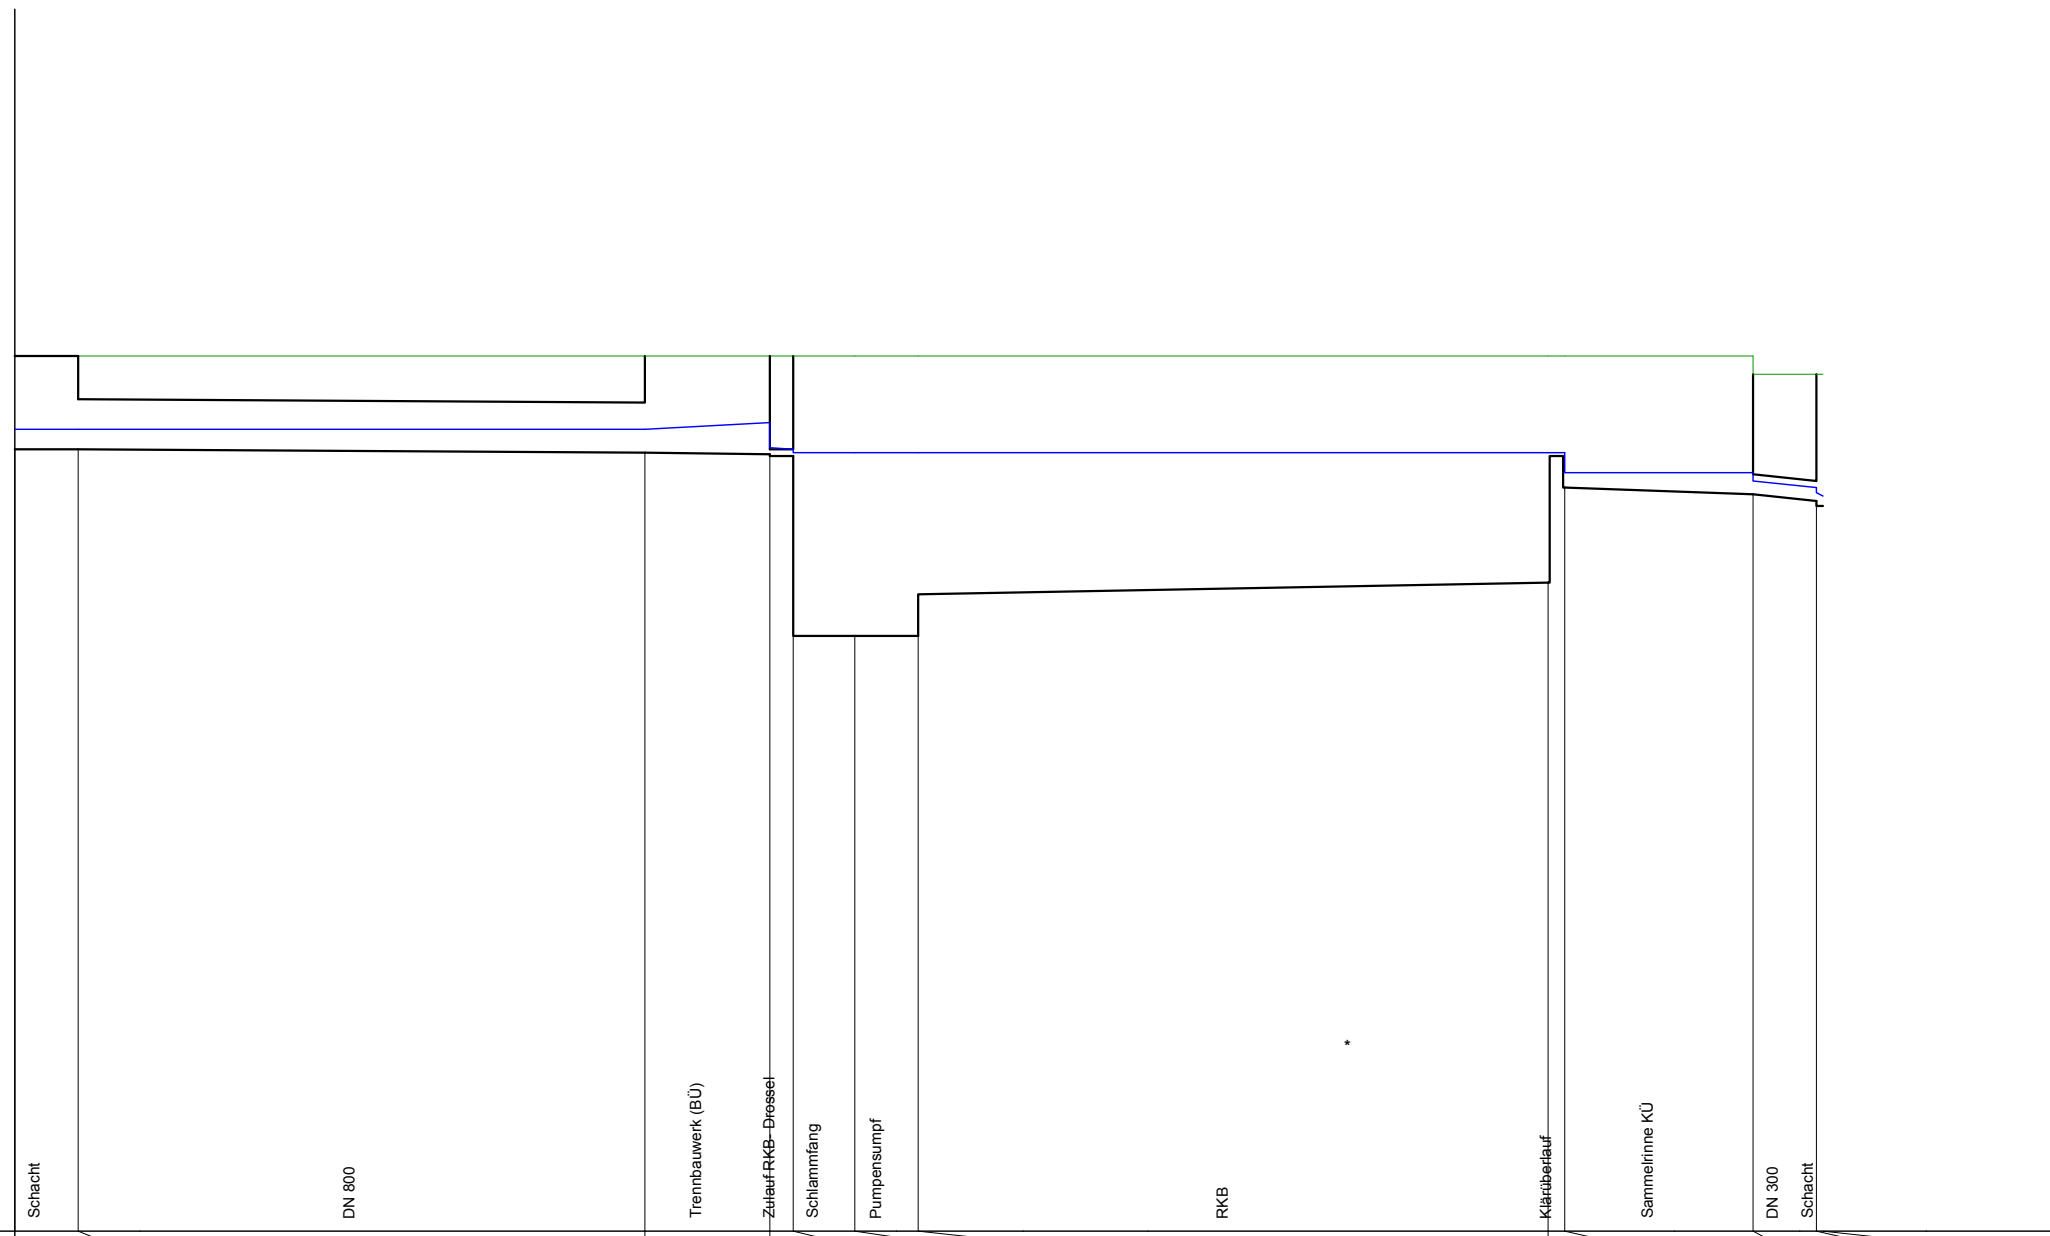 Schacht
DN 800
Trennbauwerk (BÜ)
Zulauf RKB- Drossel
Schlammfang
Pumpensumpf
RKB
*
Klärüberlauf
Sammelrinne KÜ
DN 300
Schacht